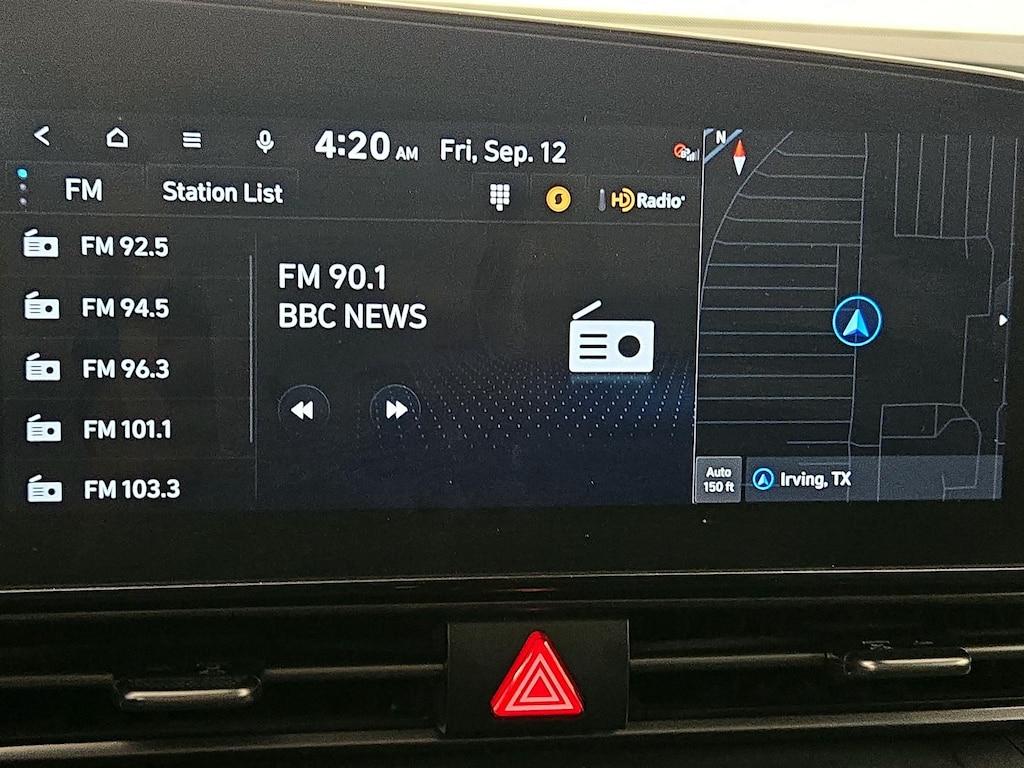 4:20 AM Fri, Sep. 12
FM Station List
HD Radio
N
FM 92.5
FM 94.5
FM 96.3
FM 101.1
FM 103.3
FM 90.1
BBC NEWS
Auto
150 ft
Irving, TX